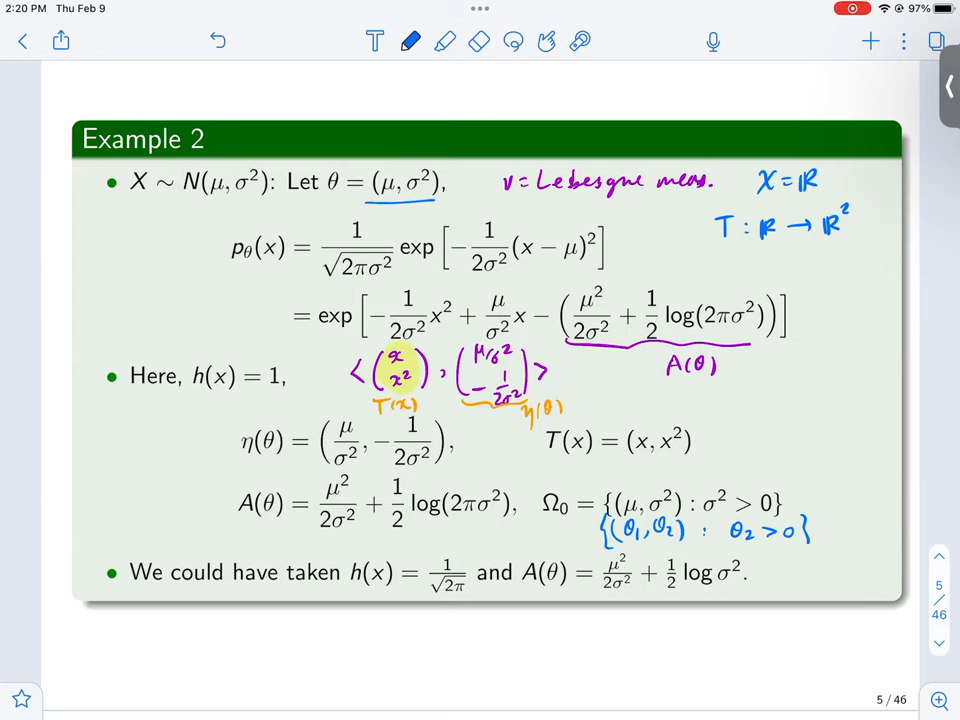 2:20 PM Thu Feb 9 97%
T
Example 2
• X ∼ N(μ, σ²): Let θ = (μ, σ²), ν = Lebesgue meas. X = ℝ
T : ℝ → ℝ²
p_θ(x) = 1/√(2πσ²) exp[−1/(2σ²) (x − μ)²]
= exp[−1/(2σ²) x² + μ/σ² x − (μ²/(2σ²) + 1/2 log(2πσ²))]
A(θ)
• Here, h(x) = 1, <(x x²), (μ/σ² −1/2σ²)>
T(x) η(θ)
η(θ) = (μ/σ², −1/(2σ²)), T(x) = (x, x²)
A(θ) = μ²/(2σ²) + 1/2 log(2πσ²), Ω₀ = {(μ, σ²) : σ² > 0}
{(θ₁, θ₂) : θ₂ > 0}
• We could have taken h(x) = 1/√(2π) and A(θ) = μ²/(2σ²) + 1/2 log σ².
5
/
46
5 / 46